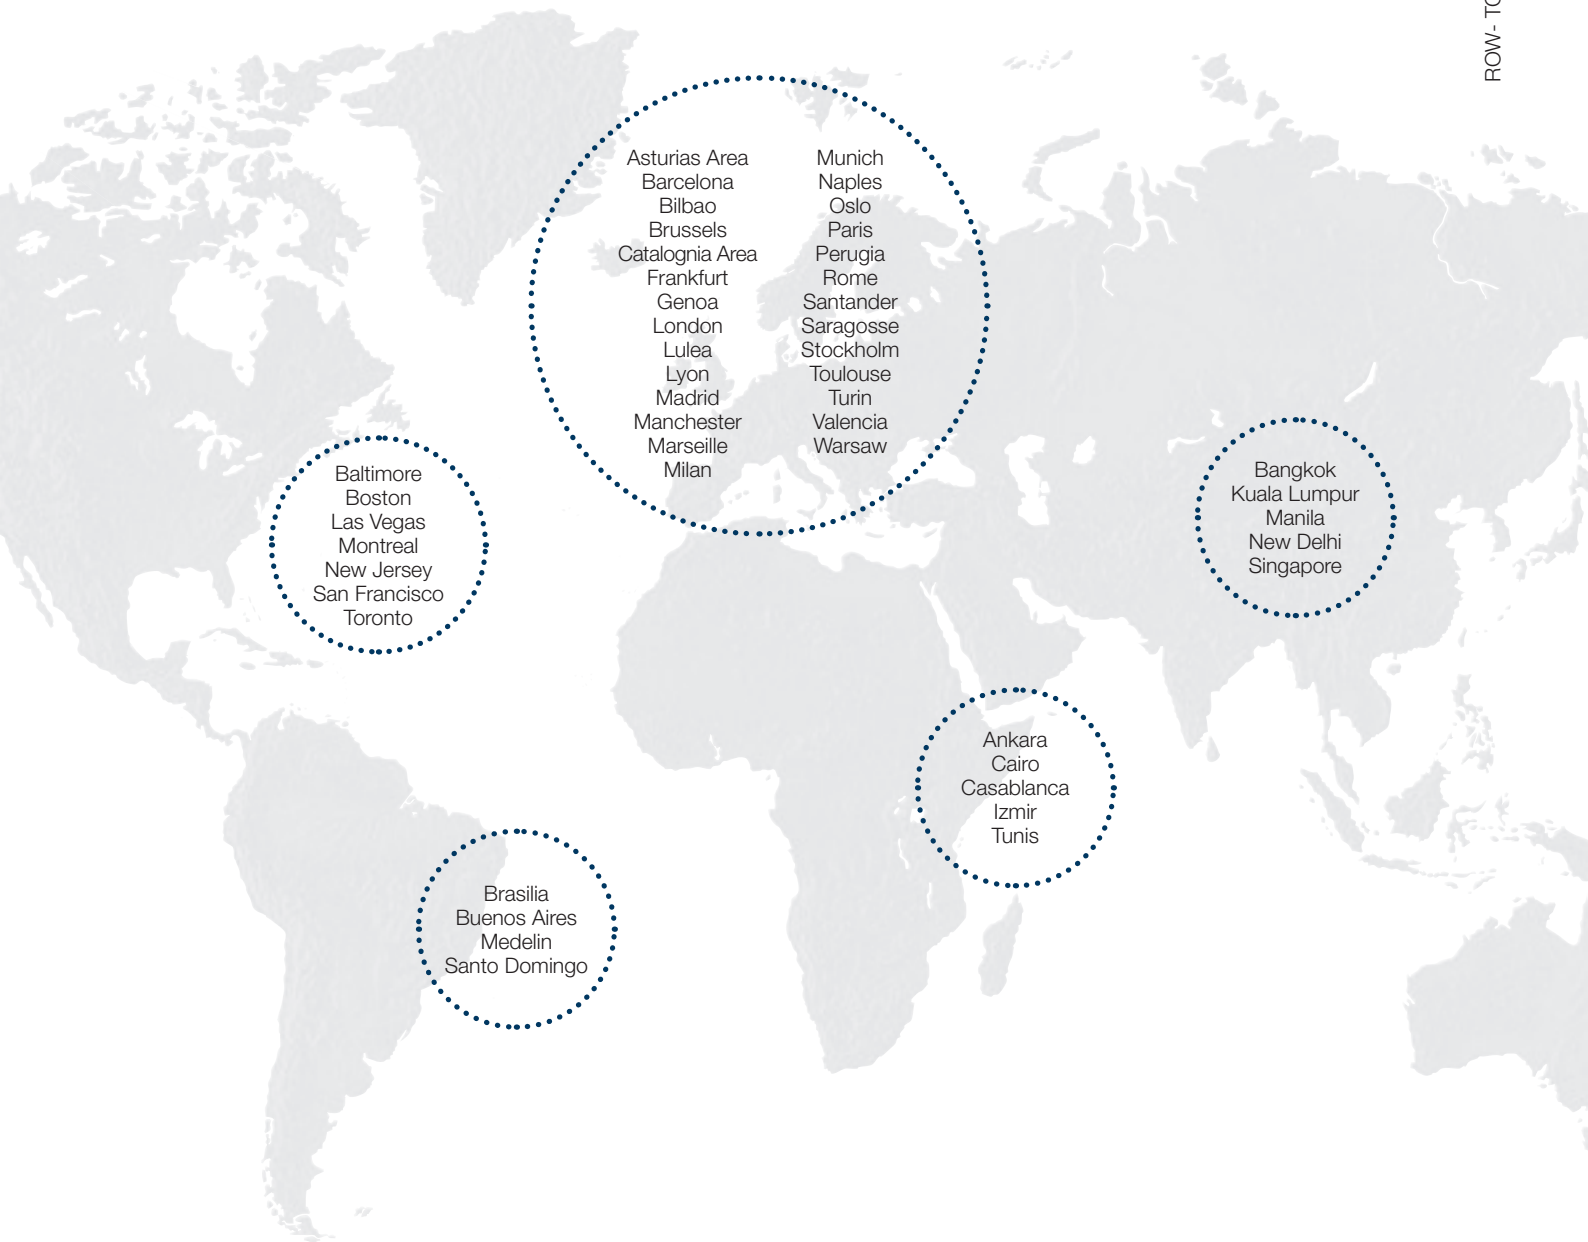 ROW- TO
Asturias Area
Barcelona
Bilbao
Brussels
Catalognia Area
Frankfurt
Genoa
London
Lulea
Lyon
Madrid
Manchester
Marseille
Milan
Munich
Naples
Oslo
Paris
Perugia
Rome
Santander
Saragosse
Stockholm
Toulouse
Turin
Valencia
Warsaw
Baltimore
Boston
Las Vegas
Montreal
New Jersey
San Francisco
Toronto
Bangkok
Kuala Lumpur
Manila
New Delhi
Singapore
Ankara
Cairo
Casablanca
Izmir
Tunis
Brasilia
Buenos Aires
Medelin
Santo Domingo